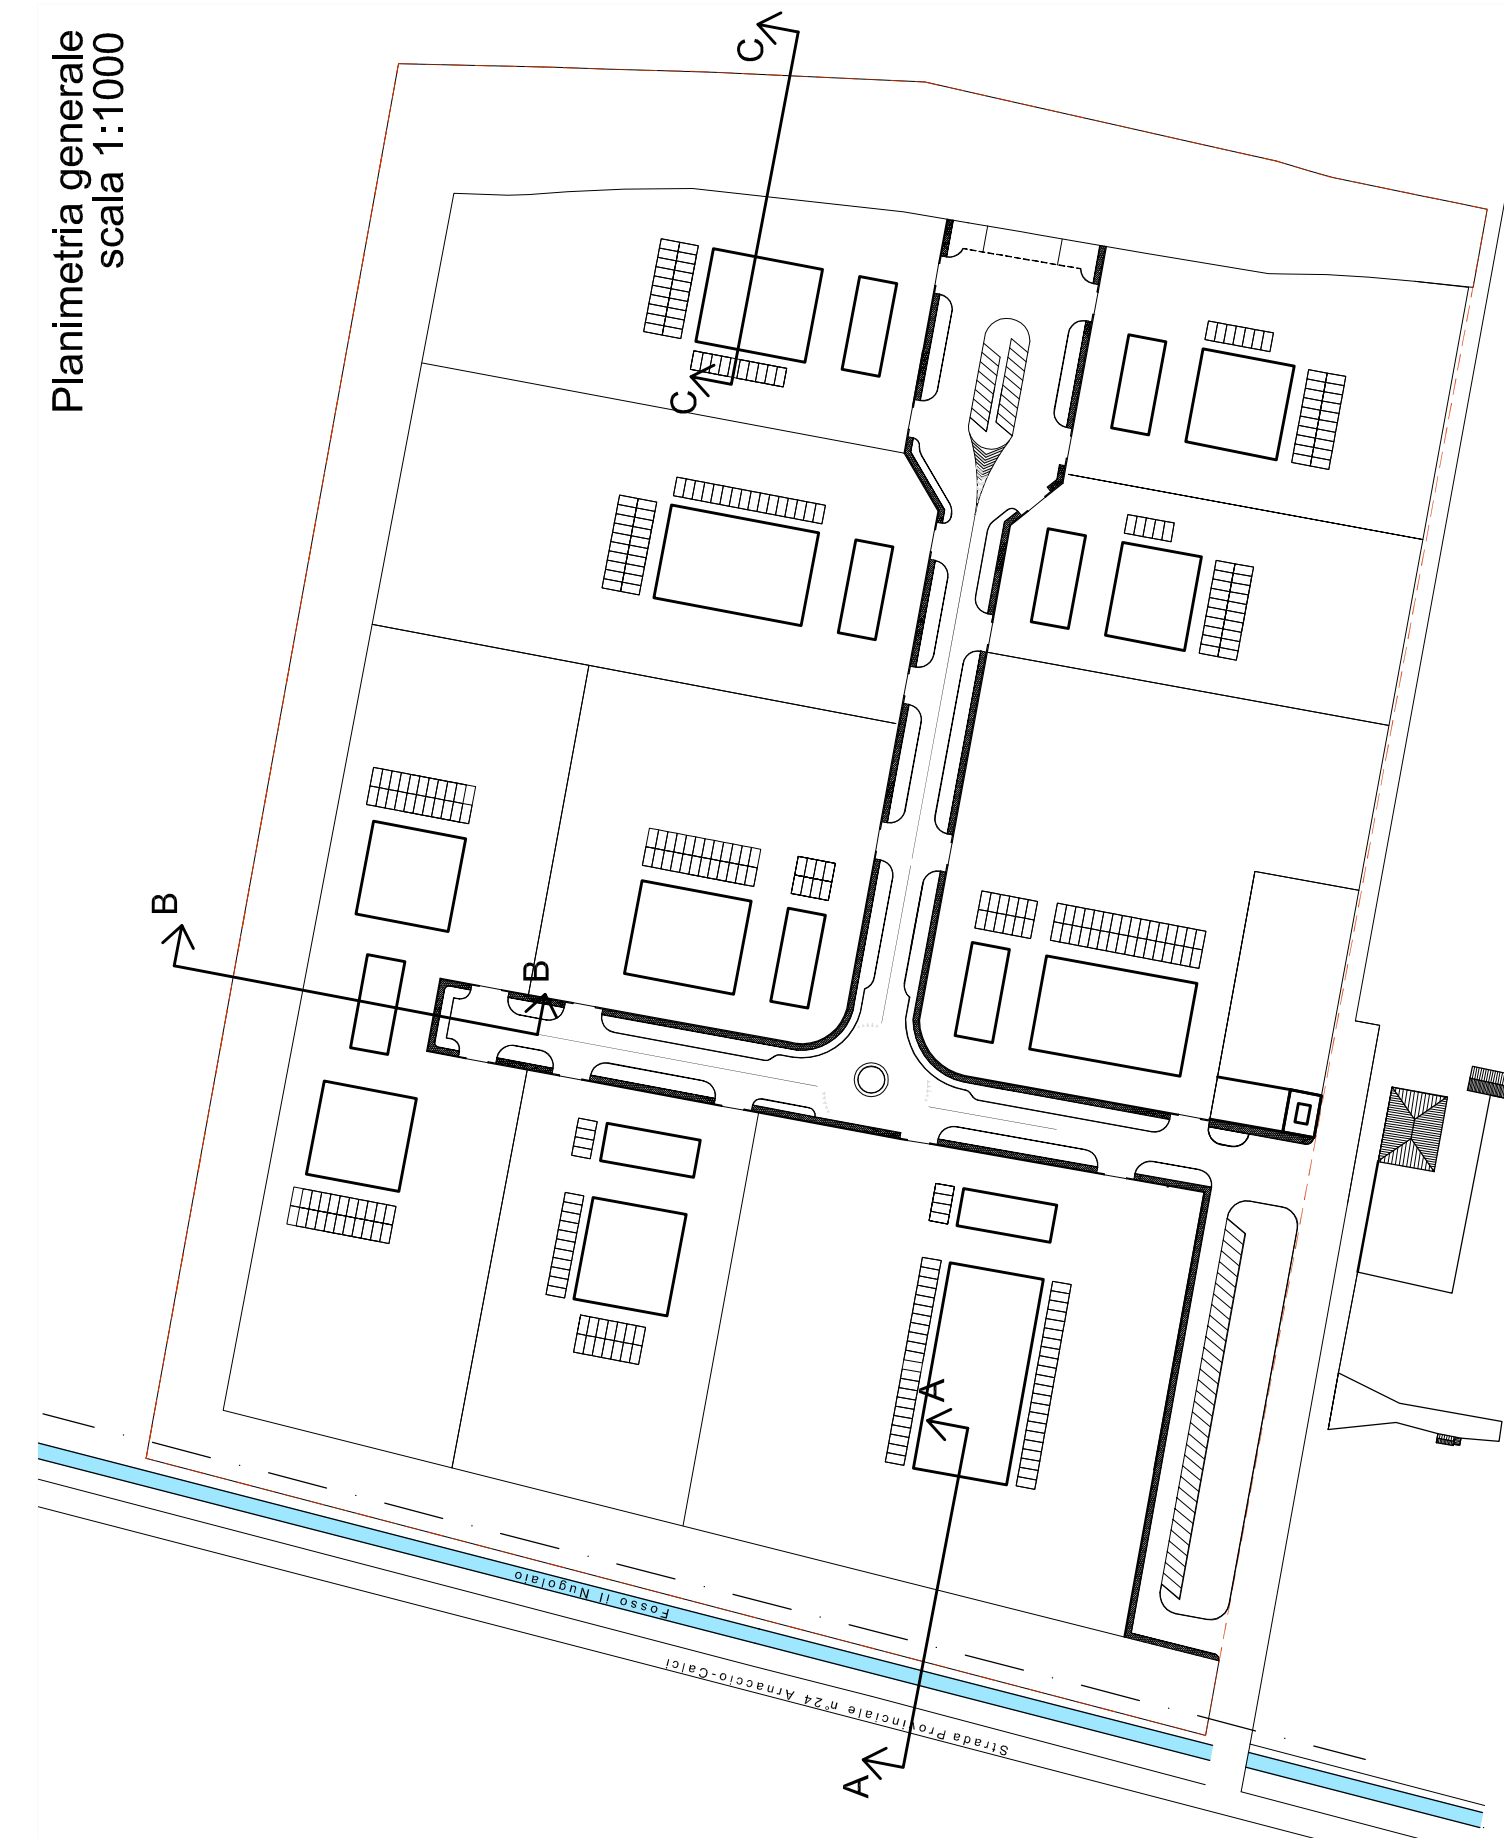 Planimetria generale
scala 1:1000
C
C
B
B
A
A
Fosso il Nugolaio
Strada Provinciale n°24 Arnaccio-Calci